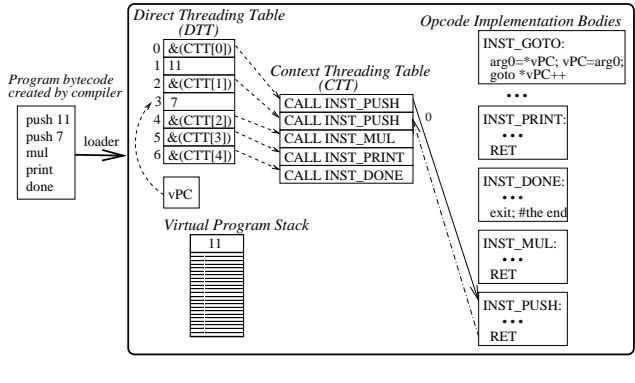 Program bytecode
created by compiler
push 11
push 7
mul
print
done
loader
Direct Threading Table
(DTT)
0 &(CTT[0])
1 11
2 &(CTT[1])
3 7
4 &(CTT[2])
5 &(CTT[3])
6 &(CTT[4])
vPC
Virtual Program Stack
11
Context Threading Table
(CTT)
CALL INST_PUSH
CALL INST_PUSH
CALL INST_MUL
CALL INST_PRINT
CALL INST_DONE
0
Opcode Implementation Bodies
INST_GOTO:
arg0=*vPC; vPC=arg0;
goto *vPC++
•••
INST_PRINT:
•••
RET
INST_DONE:
•••
exit; #the end
INST_MUL:
•••
RET
INST_PUSH:
•••
RET